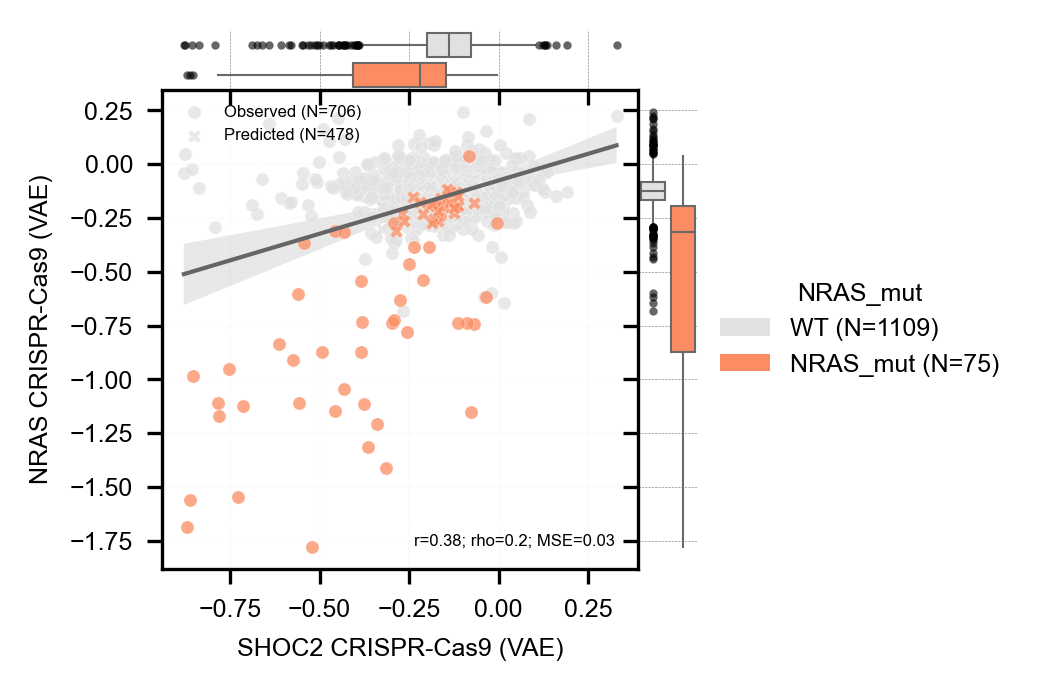 Observed (N=706)
Predicted (N=478)
0.25
0.00
−0.25
−0.50
−0.75
−1.00
−1.25
−1.50
−1.75
NRAS CRISPR-Cas9 (VAE)
r=0.38; rho=0.2; MSE=0.03
−0.75
−0.50
−0.25
0.00
0.25
SHOC2 CRISPR-Cas9 (VAE)
NRAS_mut
WT (N=1109)
NRAS_mut (N=75)